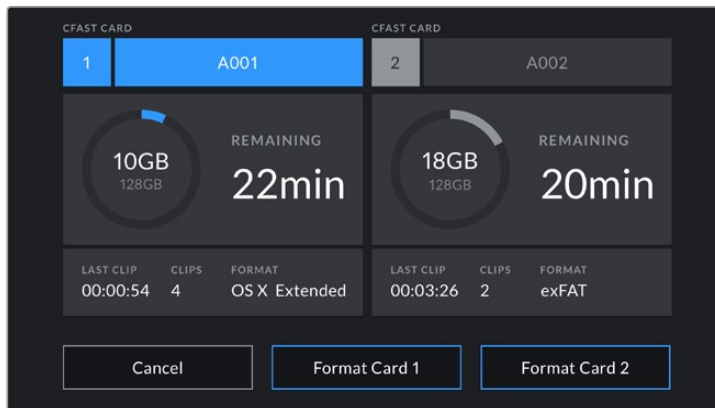 CFAST CARD
1 A001
10GB
128GB
REMAINING
22min
LAST CLIP CLIPS FORMAT
00:00:54 4 OS X Extended
CFAST CARD
2 A002
18GB
128GB
REMAINING
20min
LAST CLIP CLIPS FORMAT
00:03:26 2 exFAT
Cancel Format Card 1 Format Card 2